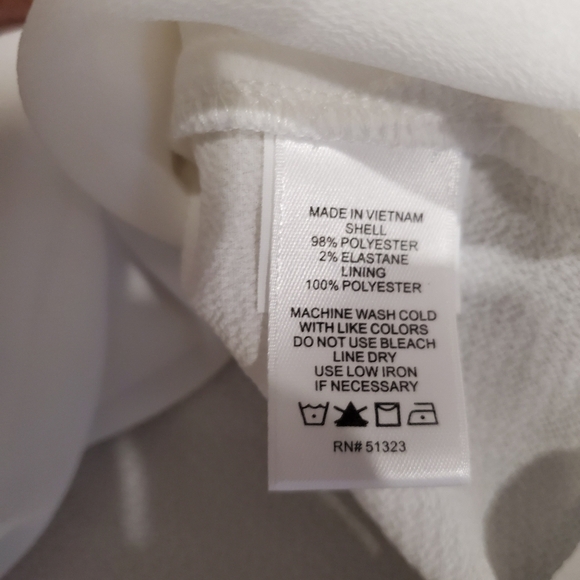 MADE IN VIETNAM
SHELL
98% POLYESTER
2% ELASTANE
LINING
100% POLYESTER
MACHINE WASH COLD
WITH LIKE COLORS
DO NOT USE BLEACH
LINE DRY
USE LOW IRON
IF NECESSARY
RN# 51323